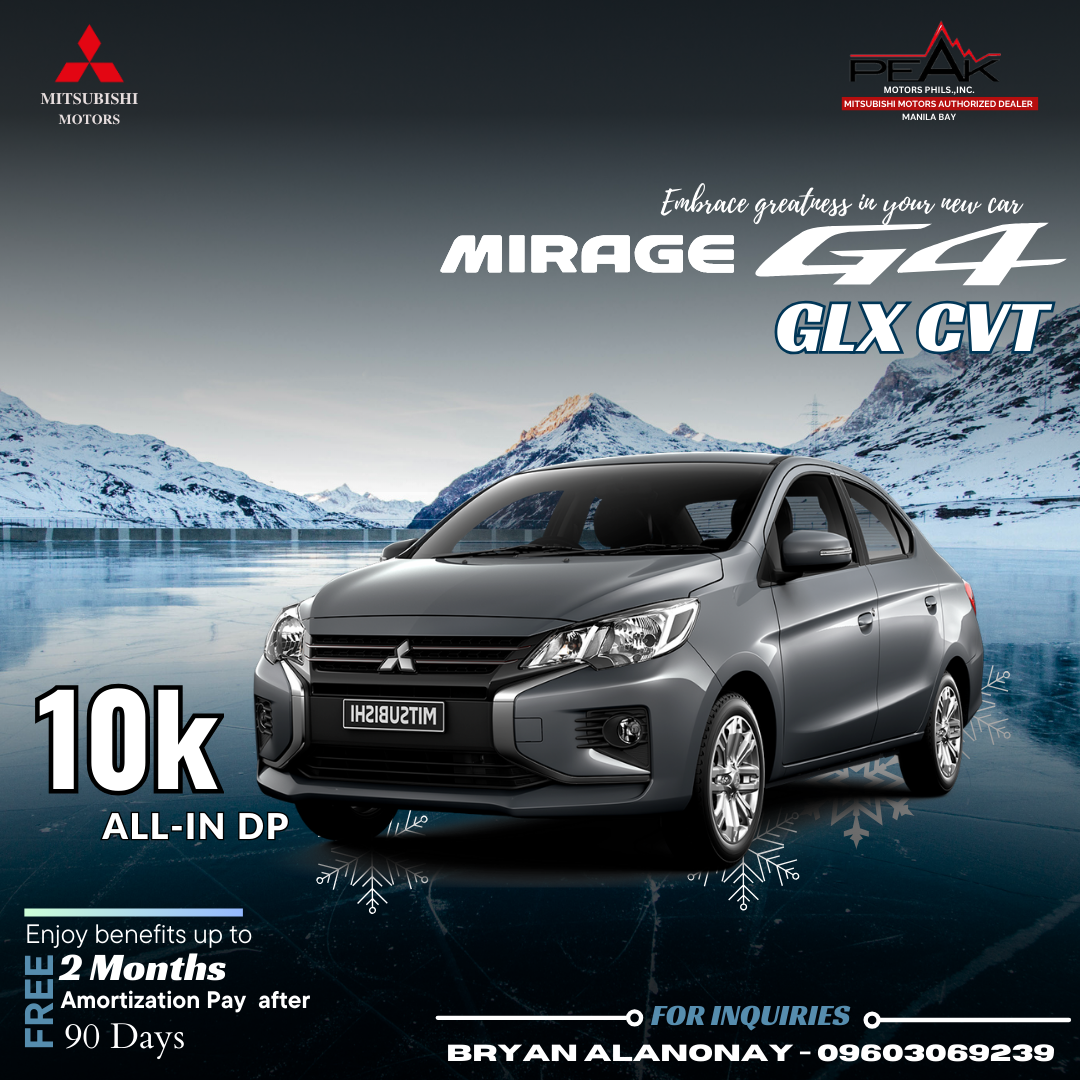 MITSUBISHI
MOTORS
PEAK
MOTORS PHILS.,INC.
MITSUBISHI MOTORS AUTHORIZED DEALER
MANILA BAY
Embrace greatness in your new car
MIRAGE G4
GLX CVT
MITSUBISHI
10k
ALL-IN DP
Enjoy benefits up to
FREE
2 Months
Amortization Pay after
90 Days
FOR INQUIRIES
BRYAN ALANONAY - 09603069239